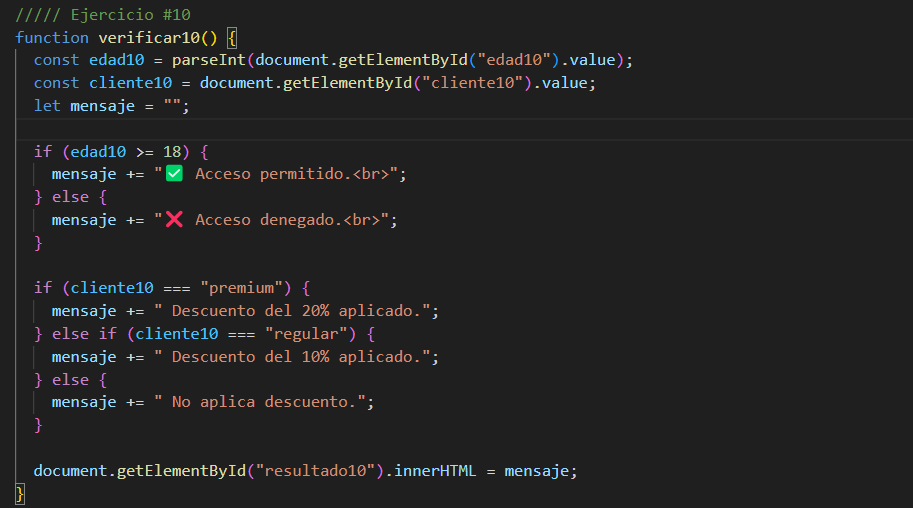 ///// Ejercicio #10
function verificar10() {
  const edad10 = parseInt(document.getElementById("edad10").value);
  const cliente10 = document.getElementById("cliente10").value;
  let mensaje = "";

  if (edad10 >= 18) {
    mensaje += "✅ Acceso permitido.<br>";
  } else {
    mensaje += "❌ Acceso denegado.<br>";
  }

  if (cliente10 === "premium") {
    mensaje += " Descuento del 20% aplicado.";
  } else if (cliente10 === "regular") {
    mensaje += " Descuento del 10% aplicado.";
  } else {
    mensaje += " No aplica descuento.";
  }

  document.getElementById("resultado10").innerHTML = mensaje;
}